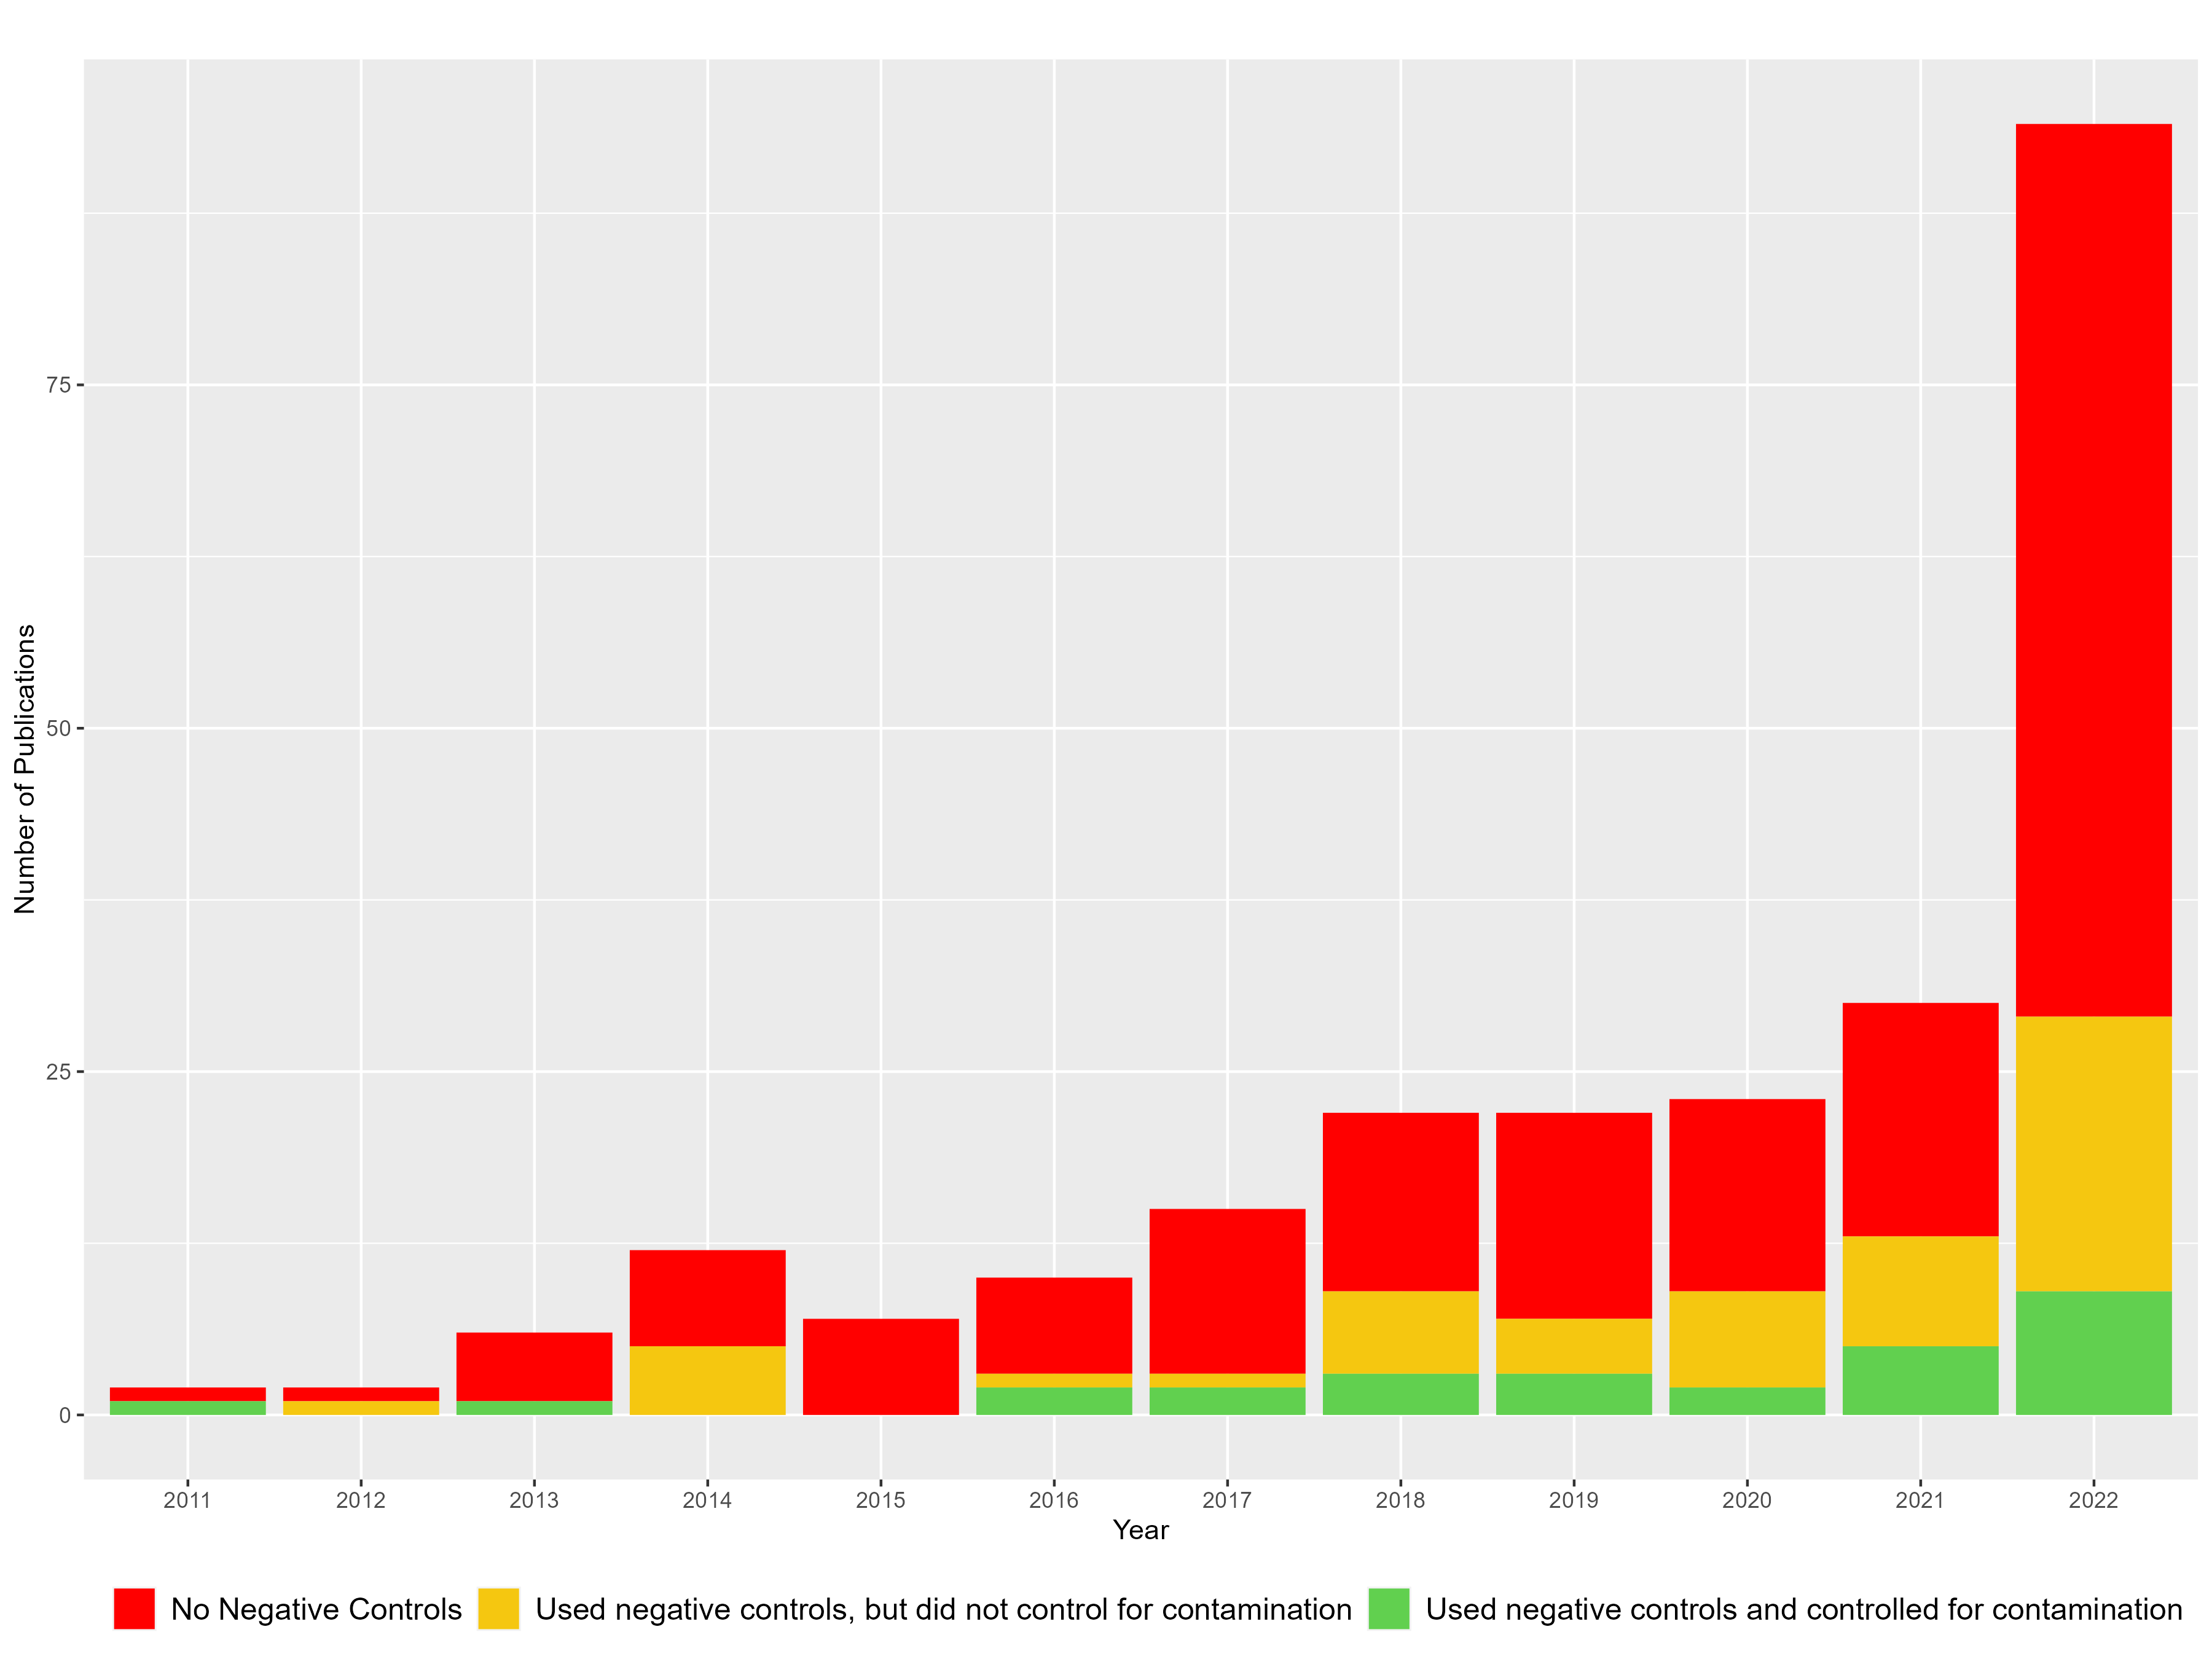 Number of Publications
75
50
25
0
2011 2012 2013 2014 2015 2016 2017 2018 2019 2020 2021 2022
Year
No Negative Controls Used negative controls, but did not control for contamination Used negative controls and controlled for contamination